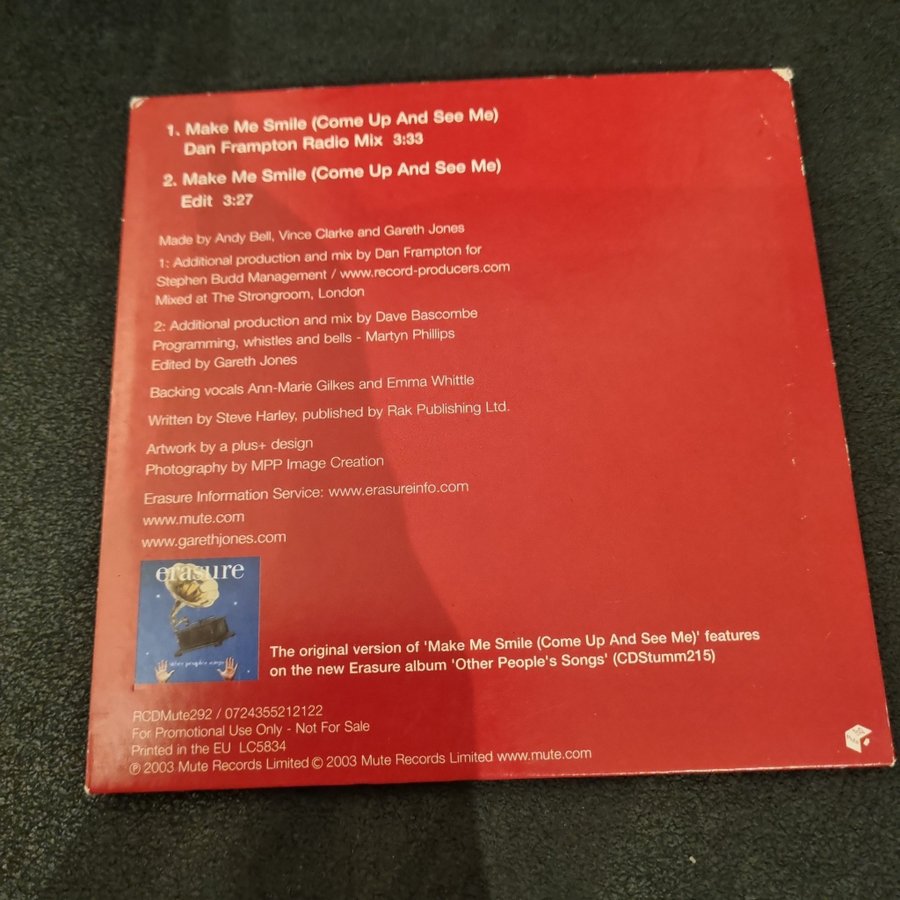 1. Make Me Smile (Come Up And See Me)
Dan Frampton Radio Mix 3:33
2. Make Me Smile (Come Up And See Me)
Edit 3:27
Made by Andy Bell, Vince Clarke and Gareth Jones
1: Additional production and mix by Dan Frampton for
Stephen Budd Management / www.record-producers.com
Mixed at The Strongroom, London
2: Additional production and mix by Dave Bascombe
Programming, whistles and bells - Martyn Phillips
Edited by Gareth Jones
Backing vocals Ann-Marie Gilkes and Emma Whittle
Written by Steve Harley, published by Rak Publishing Ltd.
Artwork by a plus+ design
Photography by MPP Image Creation
Erasure Information Service: www.erasureinfo.com
www.mute.com
www.garethjones.com
erasure
other people's songs
The original version of 'Make Me Smile (Come Up And See Me)' features
on the new Erasure album 'Other People's Songs' (CDStumm215)
RCDMute292 / 0724355212122
For Promotional Use Only - Not For Sale
Printed in the EU LC5834
℗ 2003 Mute Records Limited © 2003 Mute Records Limited www.mute.com